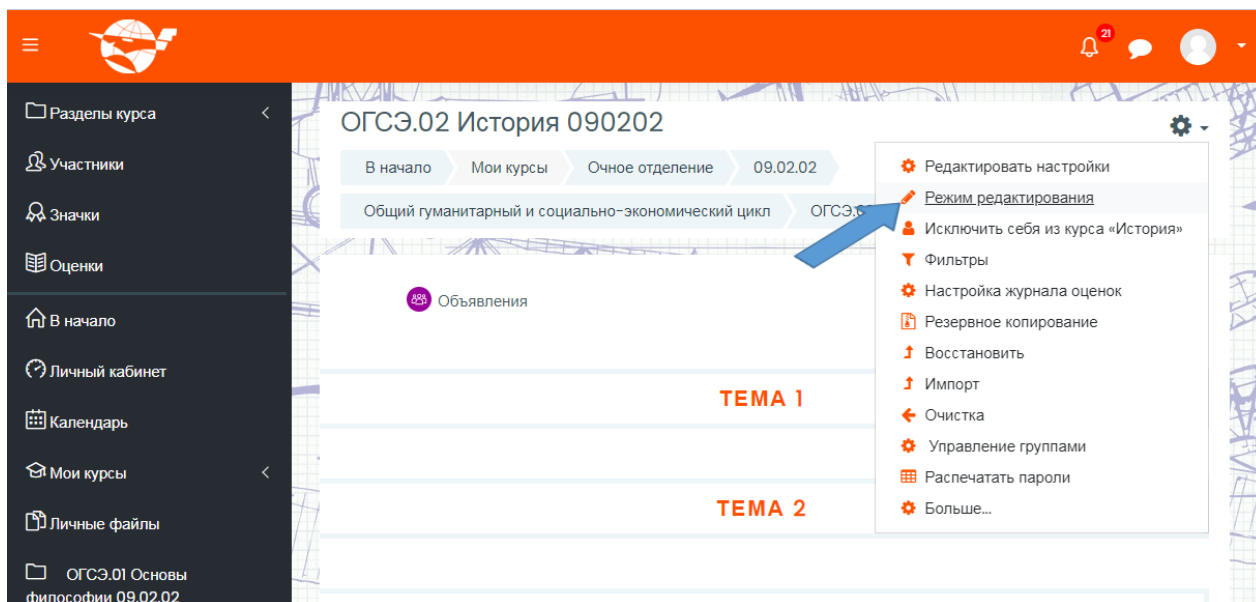 21
Разделы курса
Участники
Значки
Оценки
В начало
Личный кабинет
Календарь
Мои курсы
Личные файлы
ОГСЭ.01 Основы
философии 09.02.02
ОГСЭ.02 История 090202
В начало Мои курсы Очное отделение 09.02.02
Общий гуманитарный и социально-экономический цикл
Объявления
ТЕМА 1
ТЕМА 2
Редактировать настройки
Режим редактирования
Исключить себя из курса «История»
Фильтры
Настройка журнала оценок
Резервное копирование
Восстановить
Импорт
Очистка
Управление группами
Распечатать пароли
Больше...